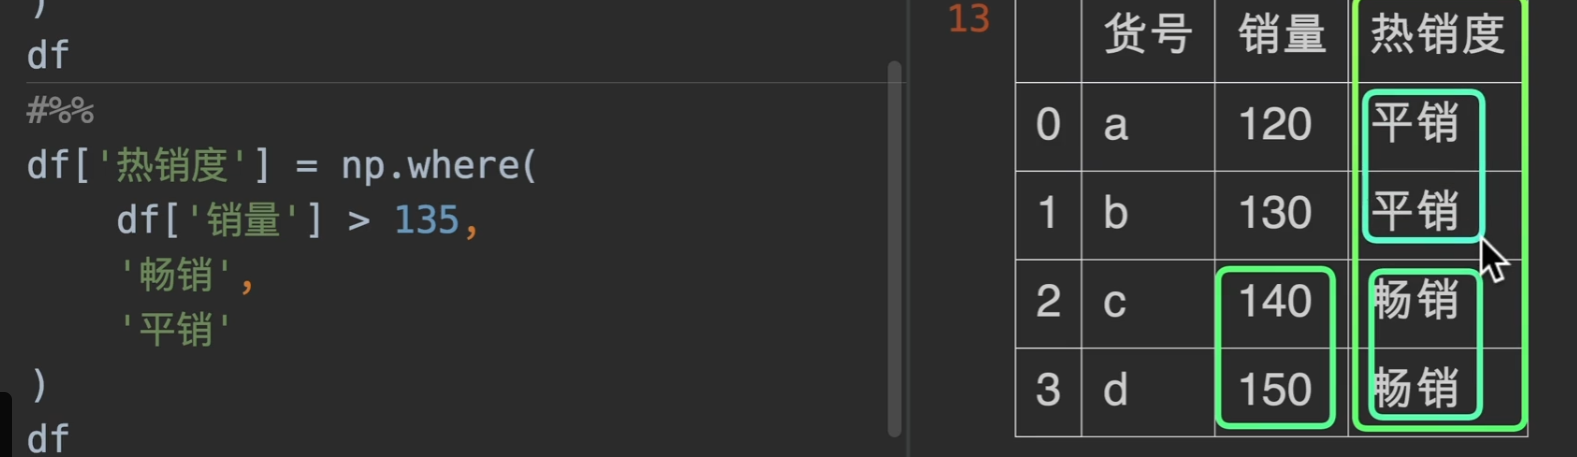 )
df
#%%
df['热销度'] = np.where(
df['销量'] > 135,
'畅销',
'平销'
)
df
13
货号 销量 热销度
0 a 120 平销
1 b 130 平销
2 c 140 畅销
3 d 150 畅销